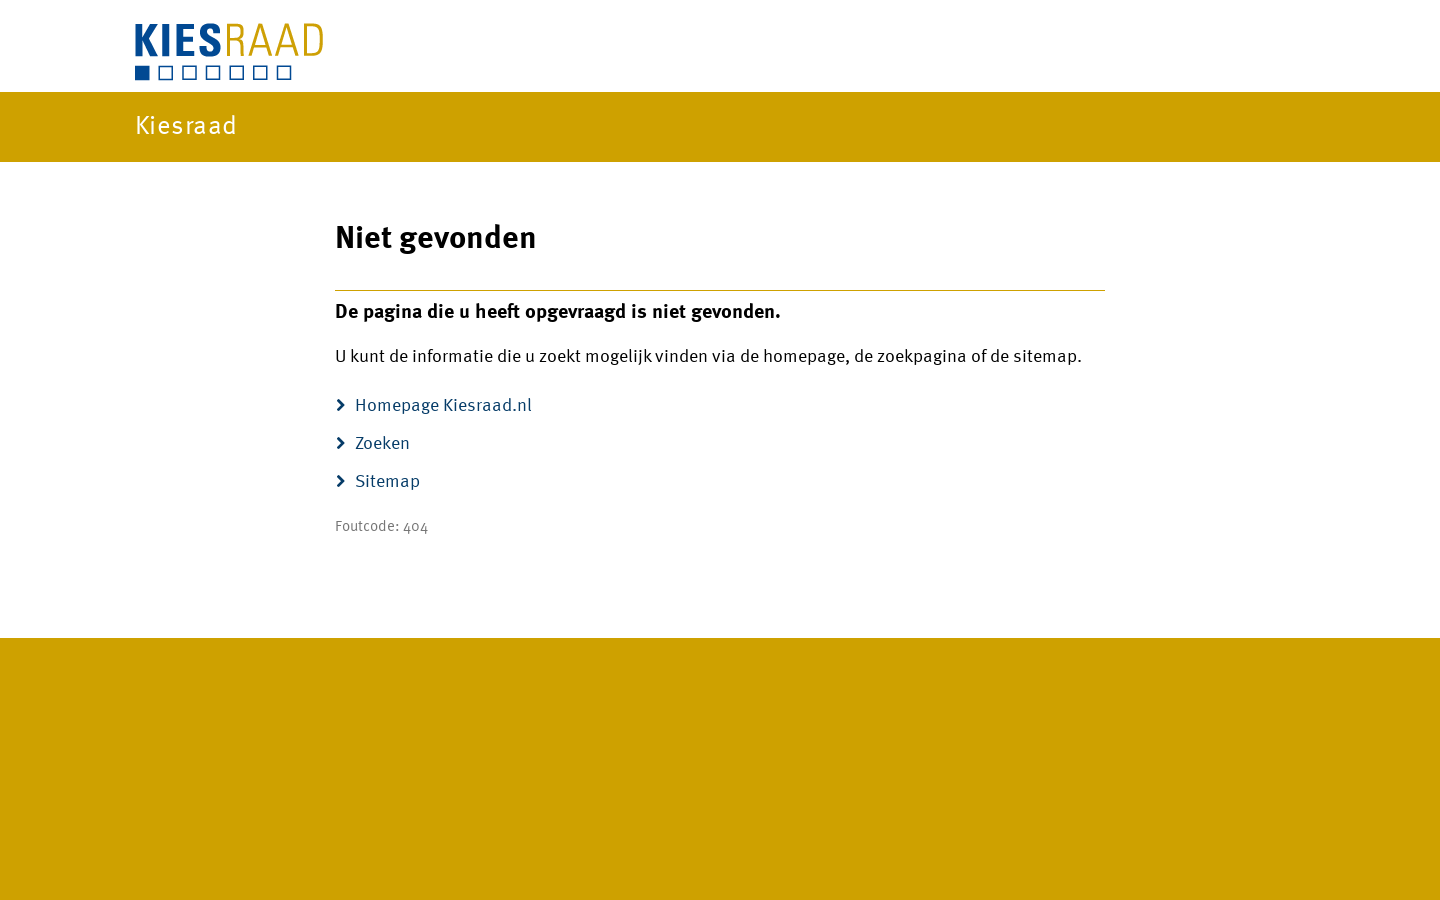 KIESRAAD
Kiesraad
Niet gevonden
De pagina die u heeft opgevraagd is niet gevonden.
U kunt de informatie die u zoekt mogelijk vinden via de homepage, de zoekpagina of de sitemap.
Homepage Kiesraad.nl
Zoeken
Sitemap
Foutcode: 404